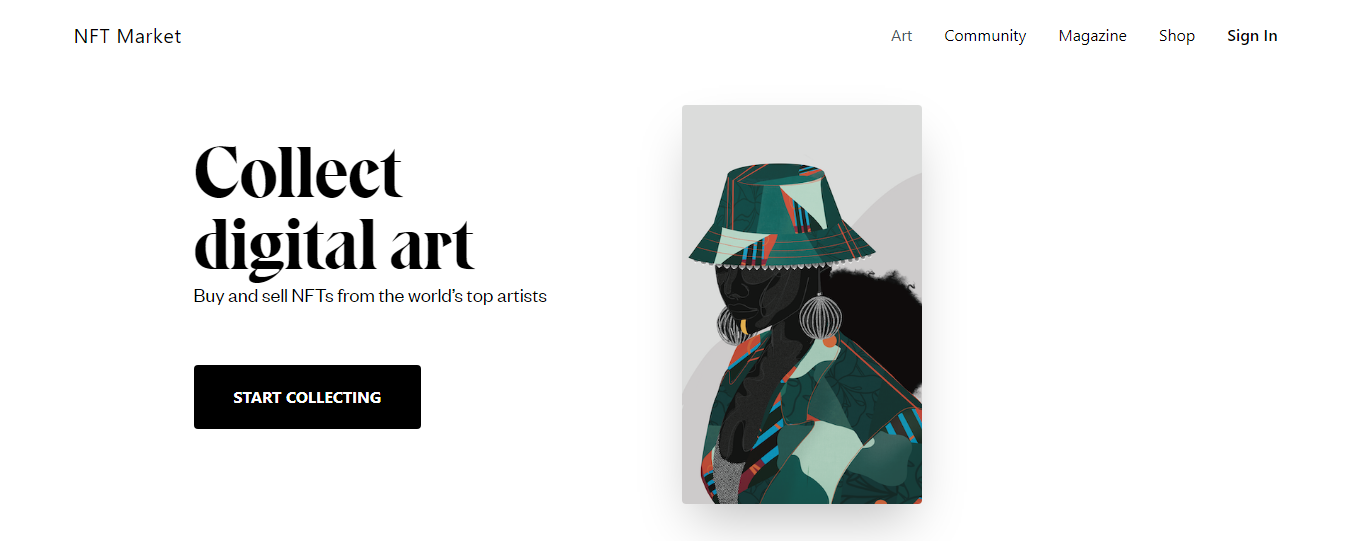 NFT Market
Art Community Magazine Shop Sign In
Collect
digital art
Buy and sell NFTs from the world’s top artists
START COLLECTING